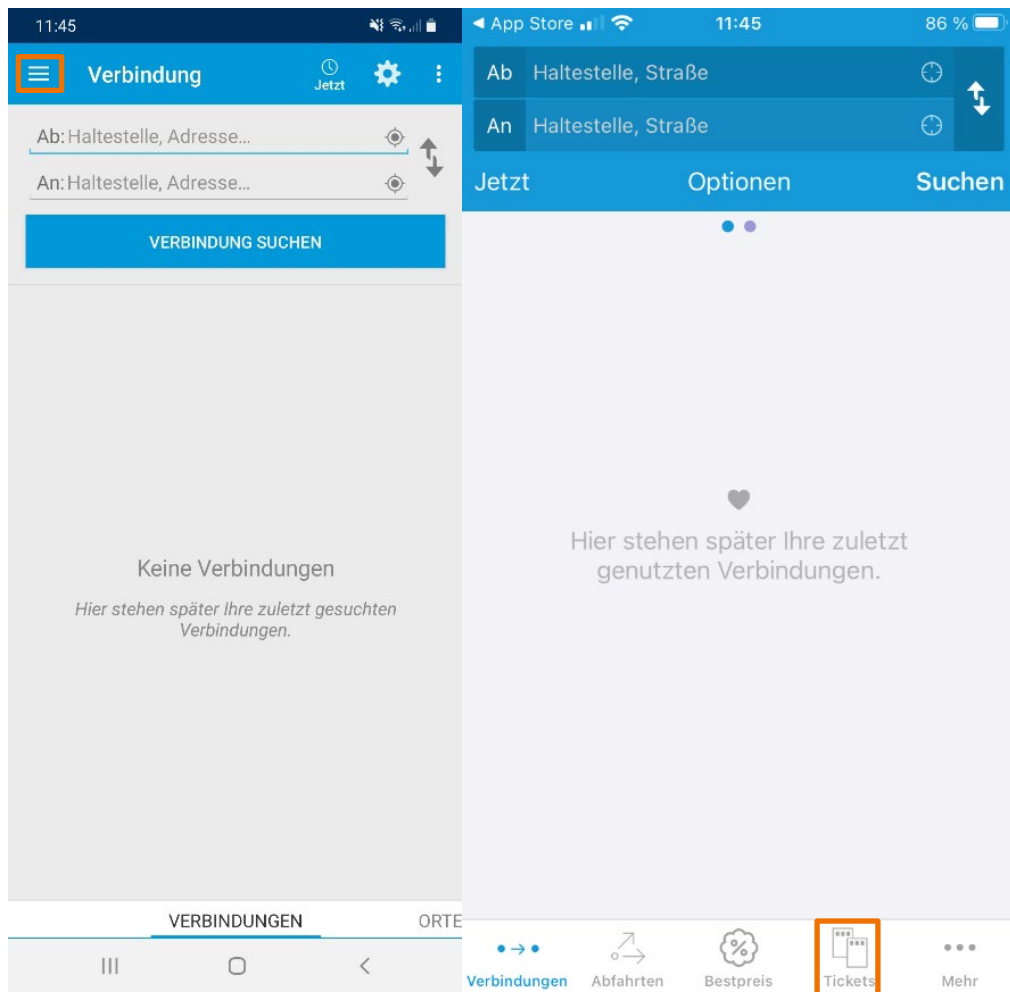 11:45
Verbindung
Jetzt
Ab: Haltestelle, Adresse...
An: Haltestelle, Adresse...
VERBINDUNG SUCHEN
Keine Verbindungen
Hier stehen später Ihre zuletzt gesuchten
Verbindungen.
VERBINDUNGEN ORTE
App Store 11:45 86 %
Ab Haltestelle, Straße
An Haltestelle, Straße
Jetzt Optionen Suchen
Hier stehen später Ihre zuletzt
genutzten Verbindungen.
Verbindungen Abfahrten Bestpreis Tickets Mehr